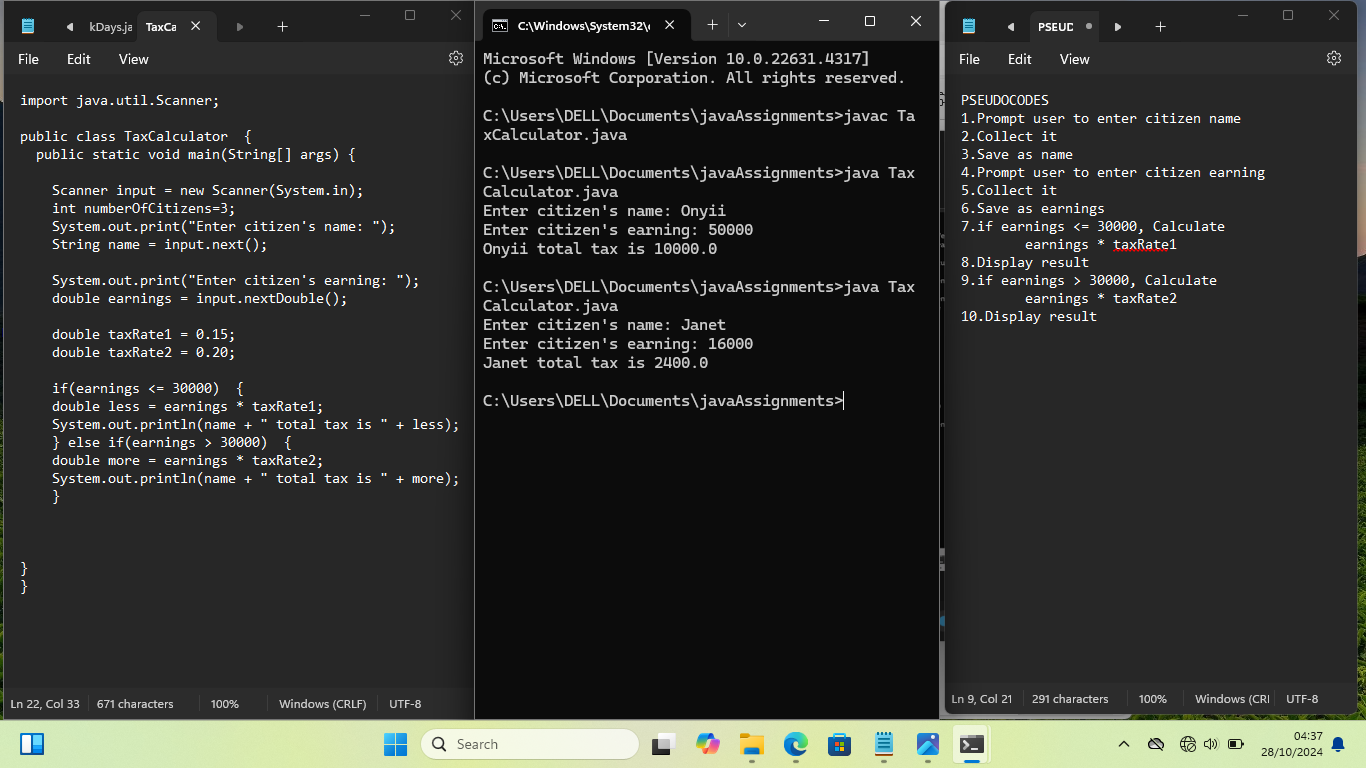 kDays.ja
TaxCa
File
Edit
View
import java.util.Scanner;
public class TaxCalculator  {
public static void main(String[] args) {
Scanner input = new Scanner(System.in);
int numberOfCitizens=3;
System.out.print("Enter citizen's name: ");
String name = input.next();
System.out.print("Enter citizen's earning: ");
double earnings = input.nextDouble();
double taxRate1 = 0.15;
double taxRate2 = 0.20;
if(earnings <= 30000)  {
double less = earnings * taxRate1;
System.out.println(name + " total tax is " + less);
} else if(earnings > 30000)  {
double more = earnings * taxRate2;
System.out.println(name + " total tax is " + more);
}
}
}
Ln 22, Col 33
671 characters
100%
Windows (CRLF)
UTF-8
C:\Windows\System32\
Microsoft Windows [Version 10.0.22631.4317]
(c) Microsoft Corporation. All rights reserved.
C:\Users\DELL\Documents\javaAssignments>javac Ta
xCalculator.java
C:\Users\DELL\Documents\javaAssignments>java Tax
Calculator.java
Enter citizen's name: Onyii
Enter citizen's earning: 50000
Onyii total tax is 10000.0
C:\Users\DELL\Documents\javaAssignments>java Tax
Calculator.java
Enter citizen's name: Janet
Enter citizen's earning: 16000
Janet total tax is 2400.0
C:\Users\DELL\Documents\javaAssignments>
PSEUD
File
Edit
View
PSEUDOCODES
1.Prompt user to enter citizen name
2.Collect it
3.Save as name
4.Prompt user to enter citizen earning
5.Collect it
6.Save as earnings
7.if earnings <= 30000, Calculate
earnings * taxRate1
8.Display result
9.if earnings > 30000, Calculate
earnings * taxRate2
10.Display result
Ln 9, Col 21
291 characters
100%
Windows (CRI
UTF-8
Search
04:37
28/10/2024